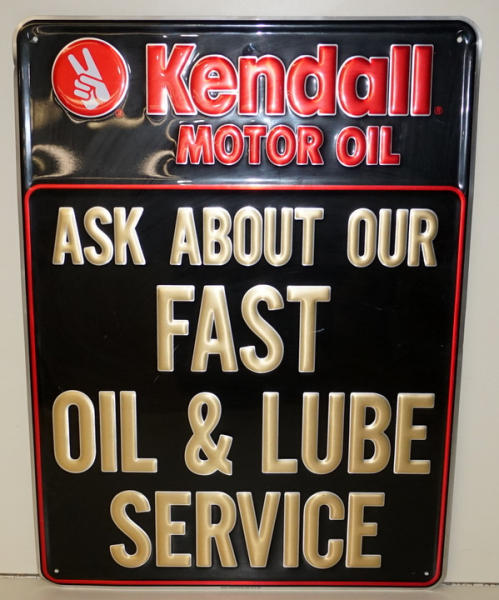 Kendall®
MOTOR OIL
ASK ABOUT OUR
FAST
OIL & LUBE
SERVICE